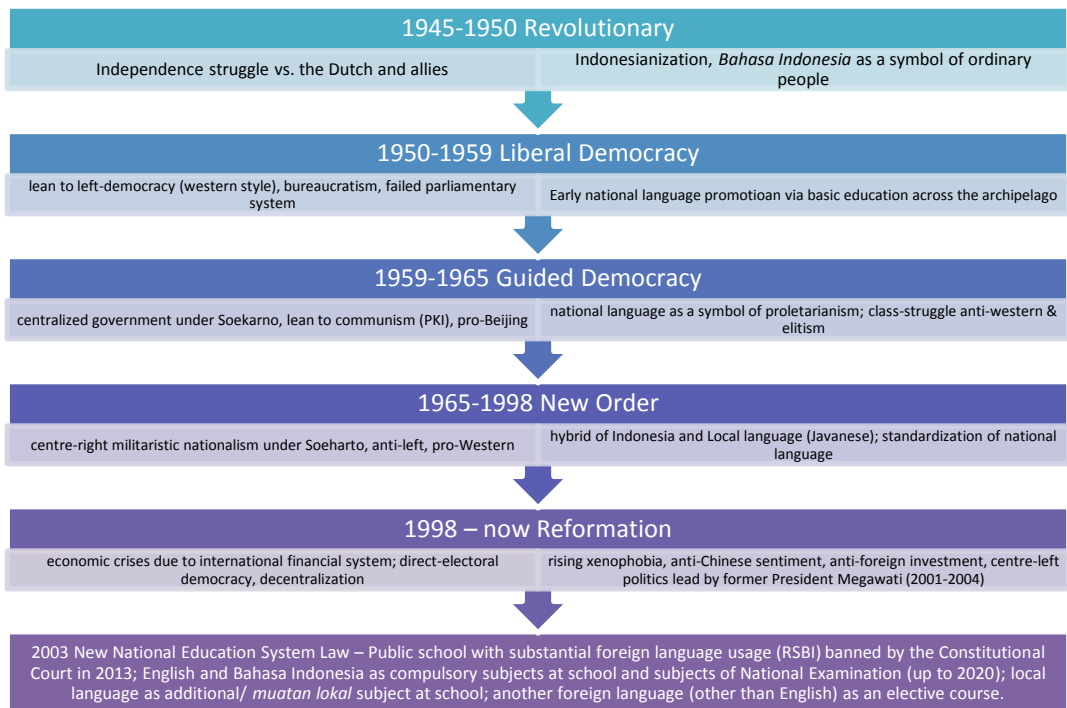 1945-1950 Revolutionary
Independence struggle vs. the Dutch and allies
Indonesianization, Bahasa Indonesia as a symbol of ordinary
people
1950-1959 Liberal Democracy
lean to left-democracy (western style), bureaucratism, failed parliamentary
system
Early national language promotioan via basic education across the archipelago
1959-1965 Guided Democracy
centralized government under Soekarno, lean to communism (PKI), pro-Beijing
national language as a symbol of proletarianism; class-struggle anti-western &
elitism
1965-1998 New Order
centre-right militaristic nationalism under Soeharto, anti-left, pro-Western
hybrid of Indonesia and Local language (Javanese); standardization of national
language
1998 – now Reformation
economic crises due to international financial system; direct-electoral
democracy, decentralization
rising xenophobia, anti-Chinese sentiment, anti-foreign investment, centre-left
politics lead by former President Megawati (2001-2004)
2003 New National Education System Law – Public school with substantial foreign language usage (RSBI) banned by the Constitutional
Court in 2013; English and Bahasa Indonesia as compulsory subjects at school and subjects of National Examination (up to 2020); local
language as additional/ muatan lokal subject at school; another foreign language (other than English) as an elective course.